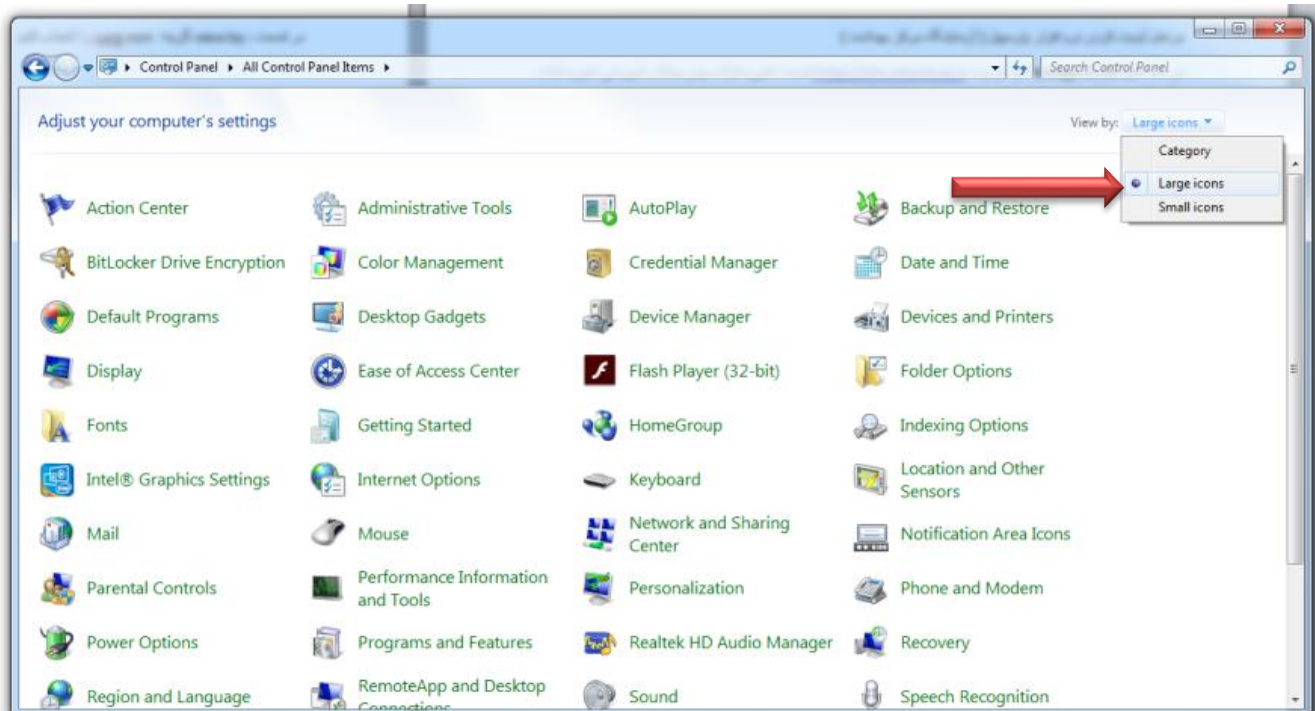 Control Panel ▸ All Control Panel Items ▸
Search Control Panel
Adjust your computer's settings
View by: Large icons
Category
Large icons
Small icons
Action Center
Administrative Tools
AutoPlay
Backup and Restore
BitLocker Drive Encryption
Color Management
Credential Manager
Date and Time
Default Programs
Desktop Gadgets
Device Manager
Devices and Printers
Display
Ease of Access Center
Flash Player (32-bit)
Folder Options
Fonts
Getting Started
HomeGroup
Indexing Options
Intel® Graphics Settings
Internet Options
Keyboard
Location and Other
Sensors
Mail
Mouse
Network and Sharing
Center
Notification Area Icons
Parental Controls
Performance Information
and Tools
Personalization
Phone and Modem
Power Options
Programs and Features
Realtek HD Audio Manager
Recovery
Region and Language
RemoteApp and Desktop
Connections
Sound
Speech Recognition